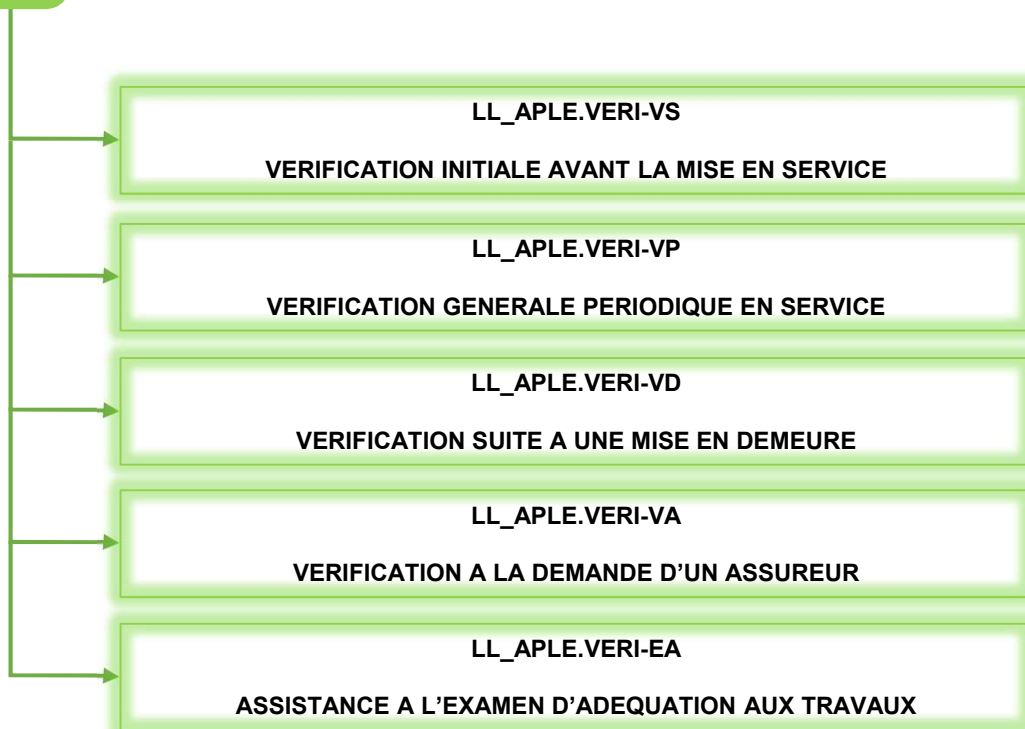 LL_APLE.VERI-VS
VERIFICATION INITIALE AVANT LA MISE EN SERVICE
LL_APLE.VERI-VP
VERIFICATION GENERALE PERIODIQUE EN SERVICE
LL_APLE.VERI-VD
VERIFICATION SUITE A UNE MISE EN DEMEURE
LL_APLE.VERI-VA
VERIFICATION A LA DEMANDE D'UN ASSUREUR
LL_APLE.VERI-EA
ASSISTANCE A L'EXAMEN D'ADEQUATION AUX TRAVAUX